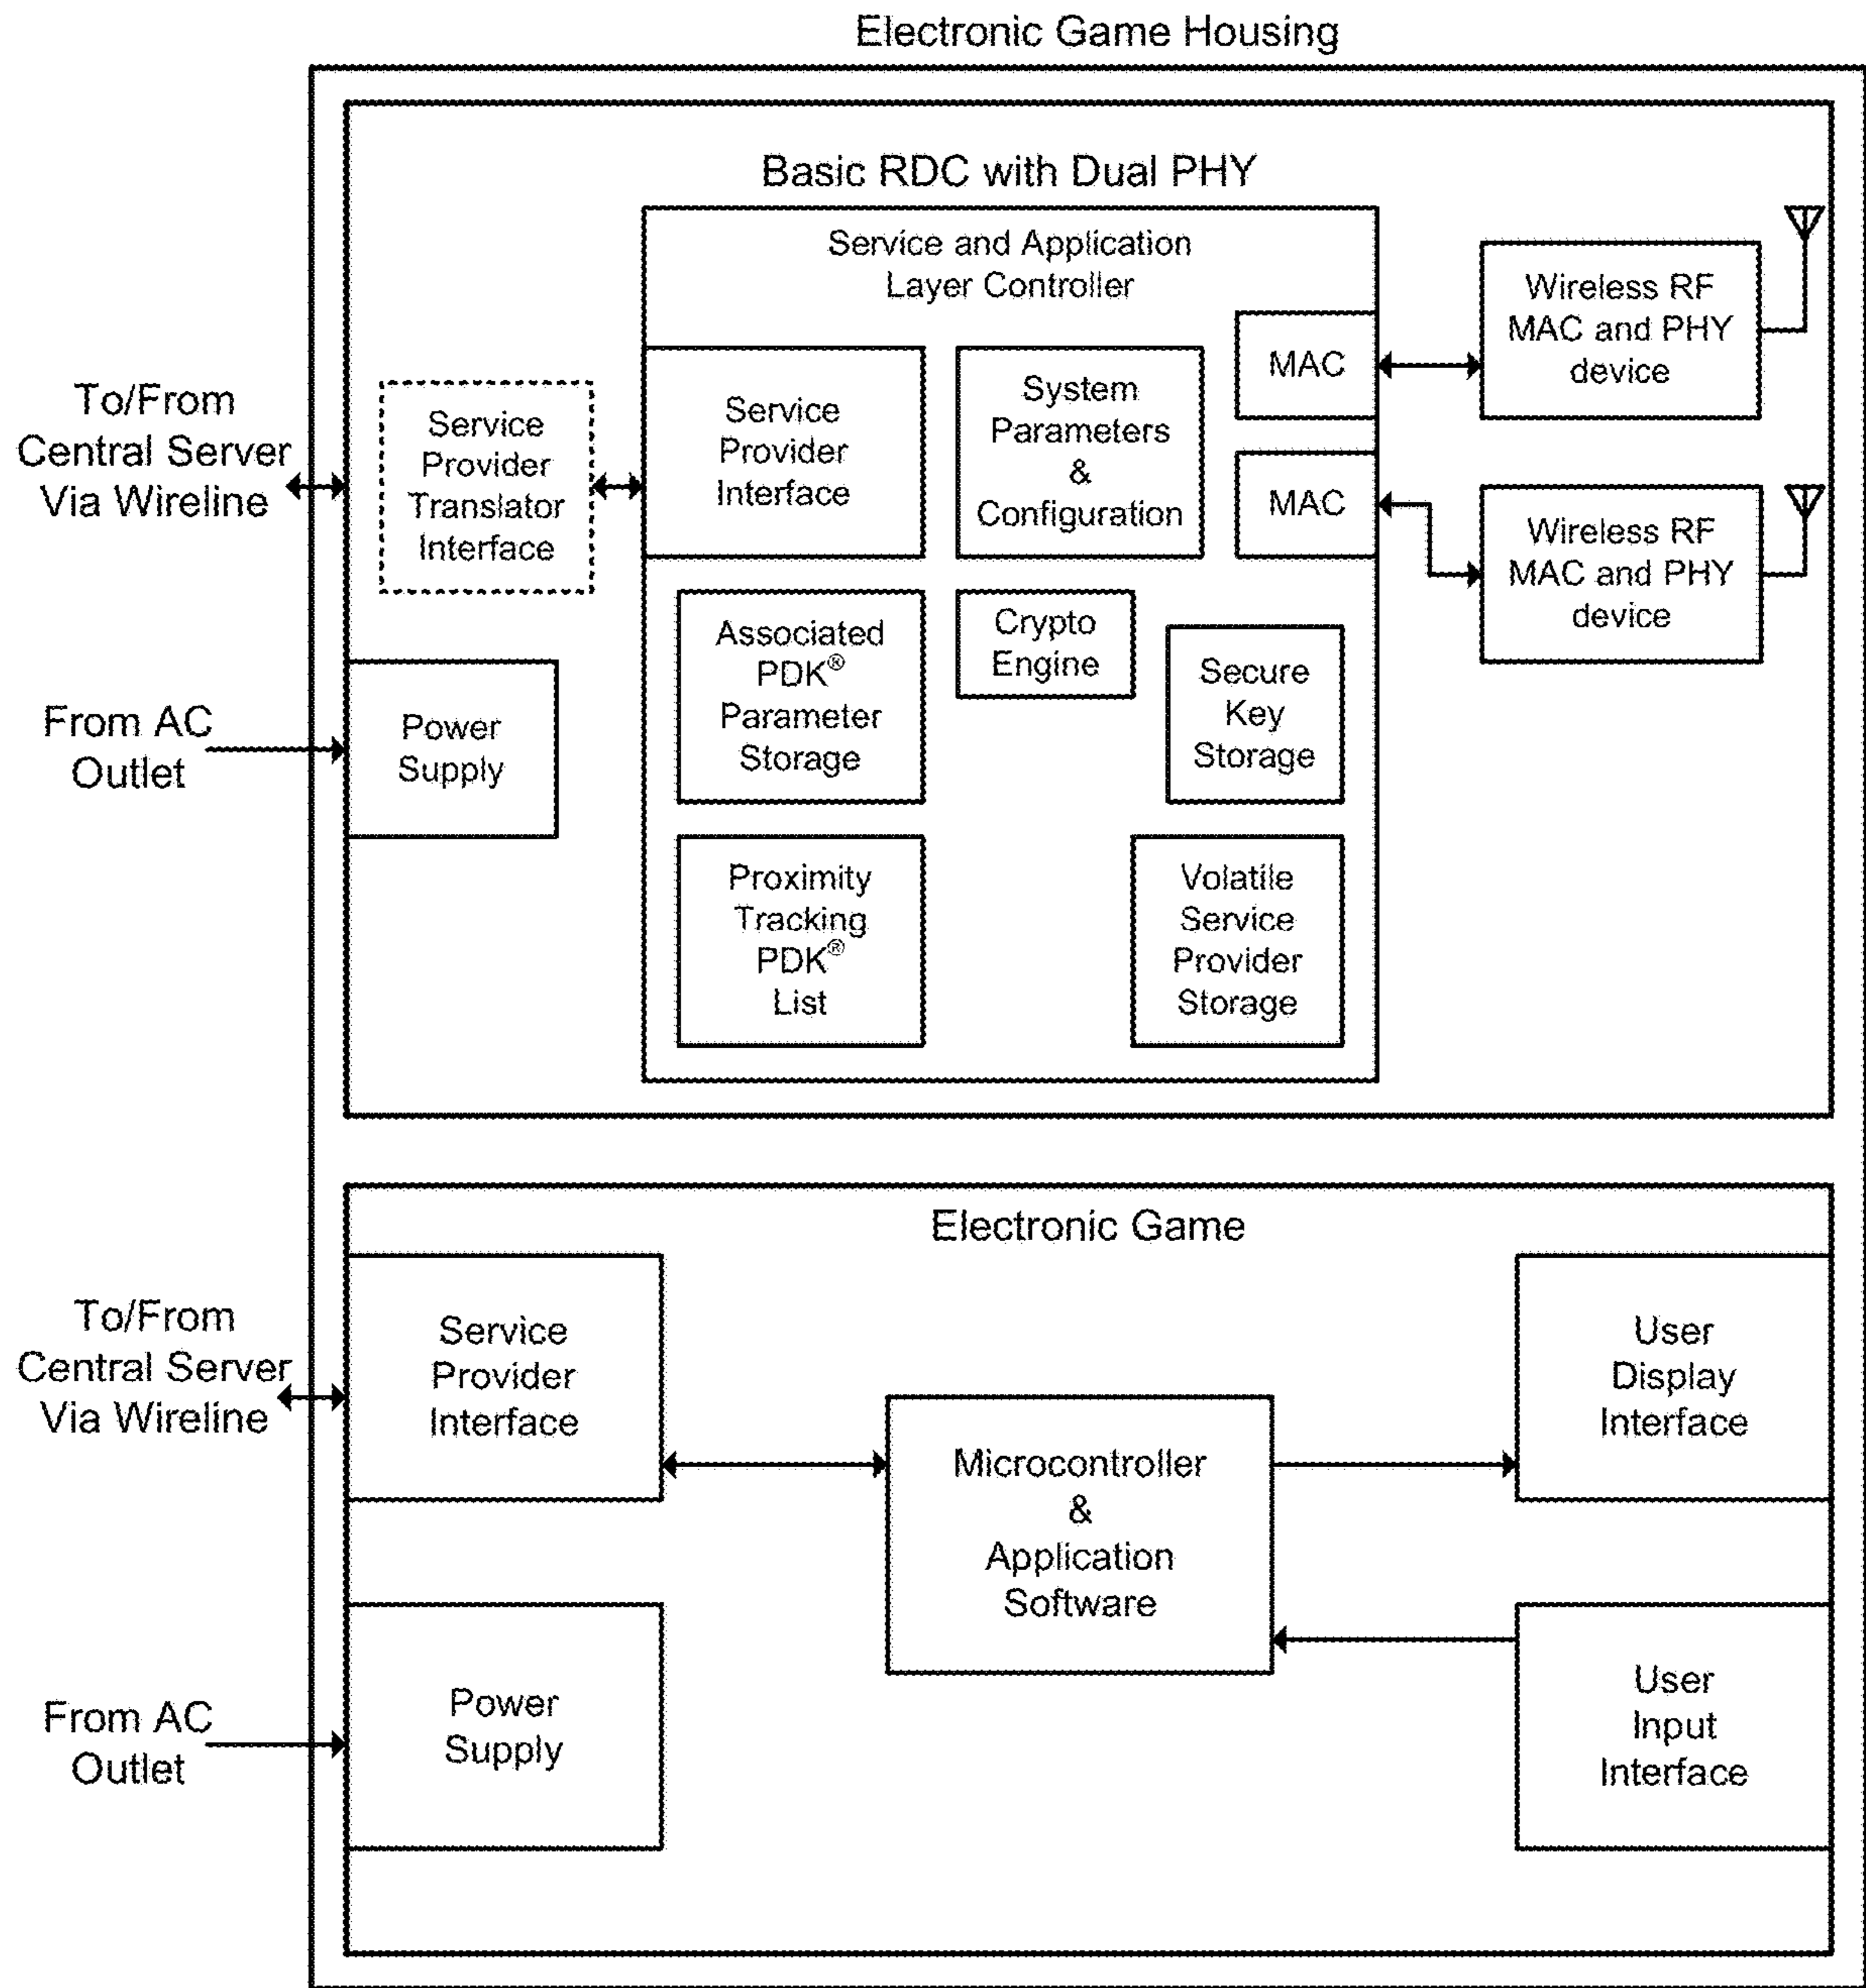 Electronic Game Housing
Basic RDC with Dual PHY
Service and Application
Layer Controller
To/From
Central Server
Via Wireline
Service
Provider
Translator
Interface
Service
Provider
Interface
System
Parameters
&
Configuration
MAC
MAC
Wireless RF
MAC and PHY
device
Wireless RF
MAC and PHY
device
Associated
PDK®
Parameter
Storage
Crypto
Engine
Secure
Key
Storage
From AC
Outlet
Power
Supply
Proximity
Tracking
PDK®
List
Volatile
Service
Provider
Storage
Electronic Game
To/From
Central Server
Via Wireline
Service
Provider
Interface
Microcontroller
&
Application
Software
User
Display
Interface
From AC
Outlet
Power
Supply
User
Input
Interface